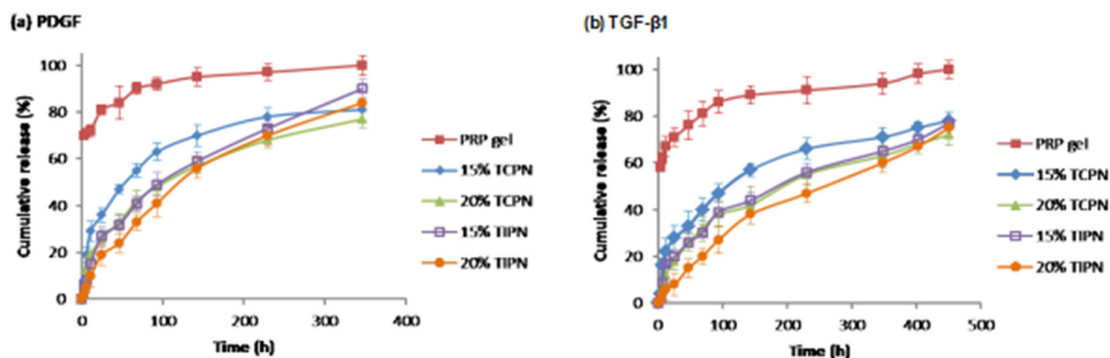 (a) PDGF
(b) TGF-β1
100
80
60
40
20
0
Cumulative release (%)
0
100
200
300
400
Time (h)
PRP gel
15% TCPN
20% TCPN
15% TIPN
20% TIPN
100
80
60
40
20
0
Cumulative release (%)
0
100
200
300
400
500
Time (h)
PRP gel
15% TCPN
20% TCPN
15% TIPN
20% TIPN